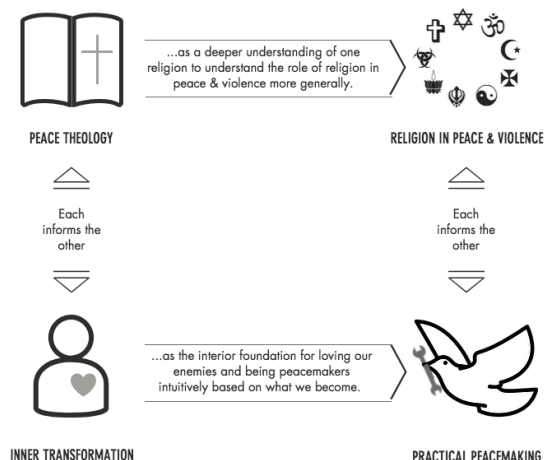 ...as a deeper understanding of one
religion to understand the role of religion in
peace & violence more generally.
PEACE THEOLOGY
RELIGION IN PEACE & VIOLENCE
Each
informs the
other
Each
informs the
other
...as the interior foundation for loving our
enemies and being peacemakers
intuitively based on what we become.
INNER TRANSFORMATION
PRACTICAL PEACEMAKING